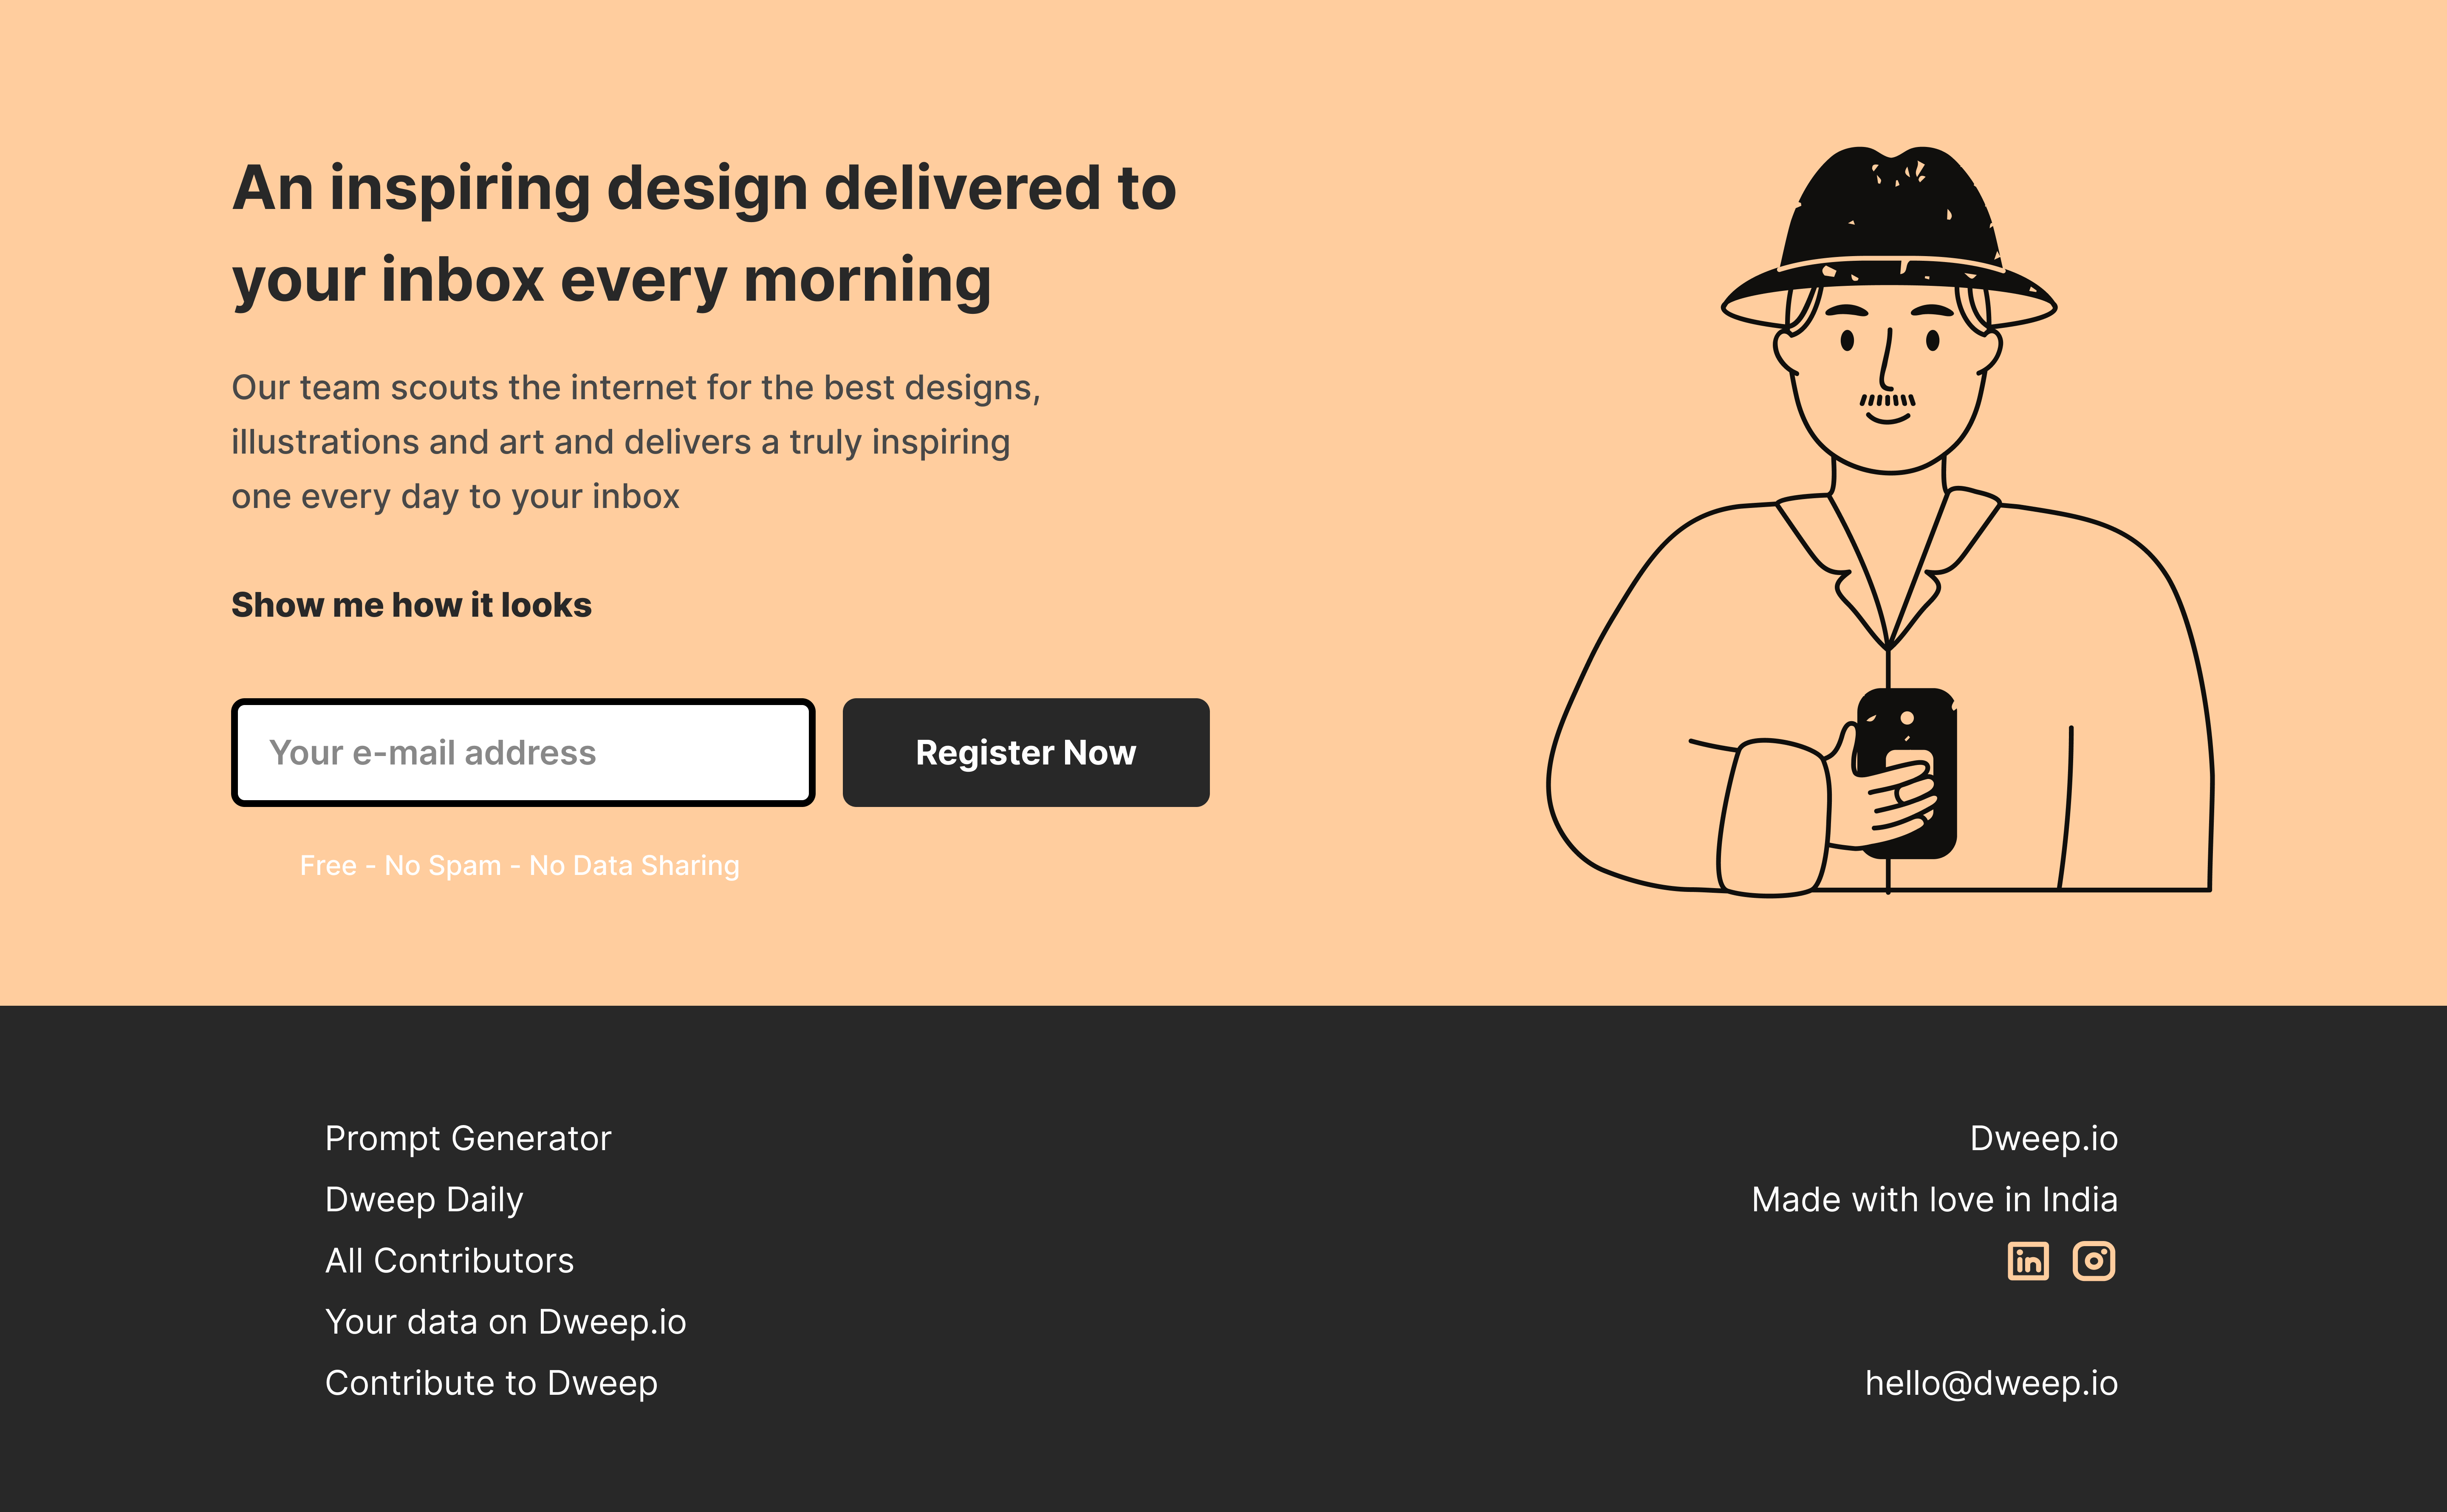 An inspiring design delivered to
your inbox every morning
Our team scouts the internet for the best designs,
illustrations and art and delivers a truly inspiring
one every day to your inbox
Show me how it looks
Your e-mail address
Register Now
Free - No Spam - No Data Sharing
Prompt Generator
Dweep Daily
All Contributors
Your data on Dweep.io
Contribute to Dweep
Dweep.io
Made with love in India
in
hello@dweep.io